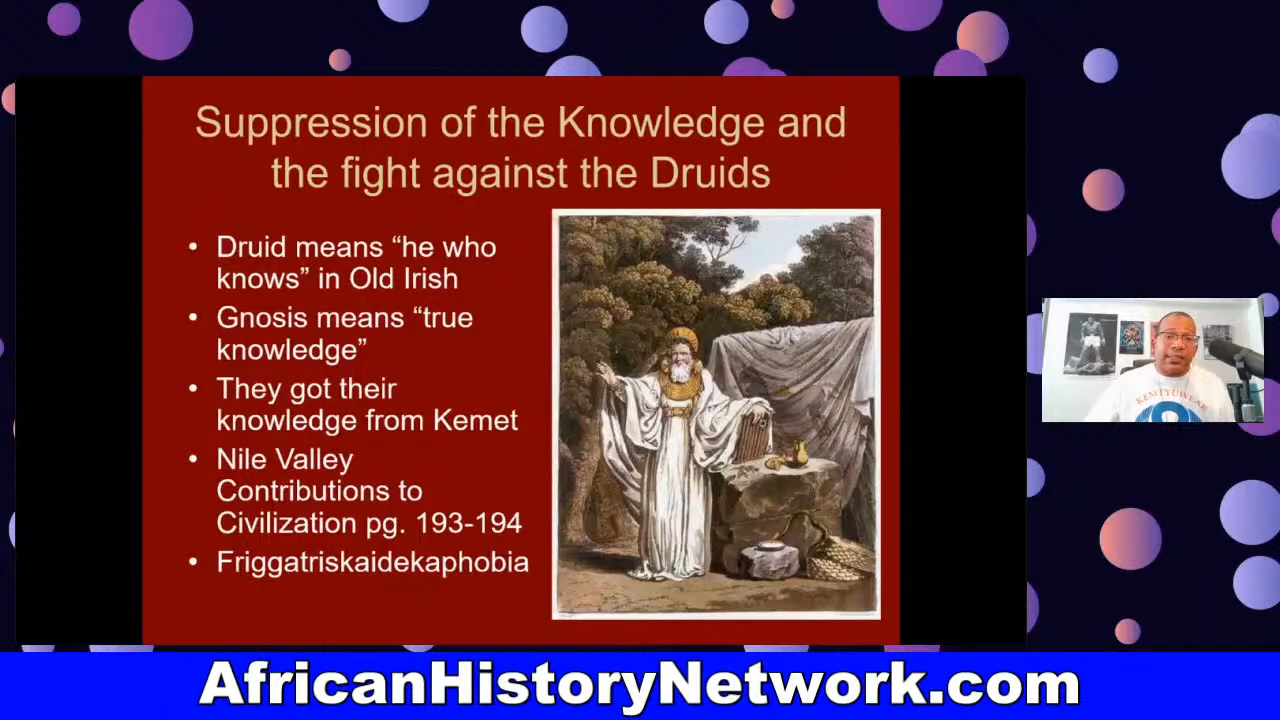 Suppression of the Knowledge and
the fight against the Druids
• Druid means “he who
knows” in Old Irish
• Gnosis means “true
knowledge”
• They got their
knowledge from Kemet
• Nile Valley
Contributions to
Civilization pg. 193-194
• Friggatriskaidekaphobia
KEMTYUWEAR
AfricanHistoryNetwork.com